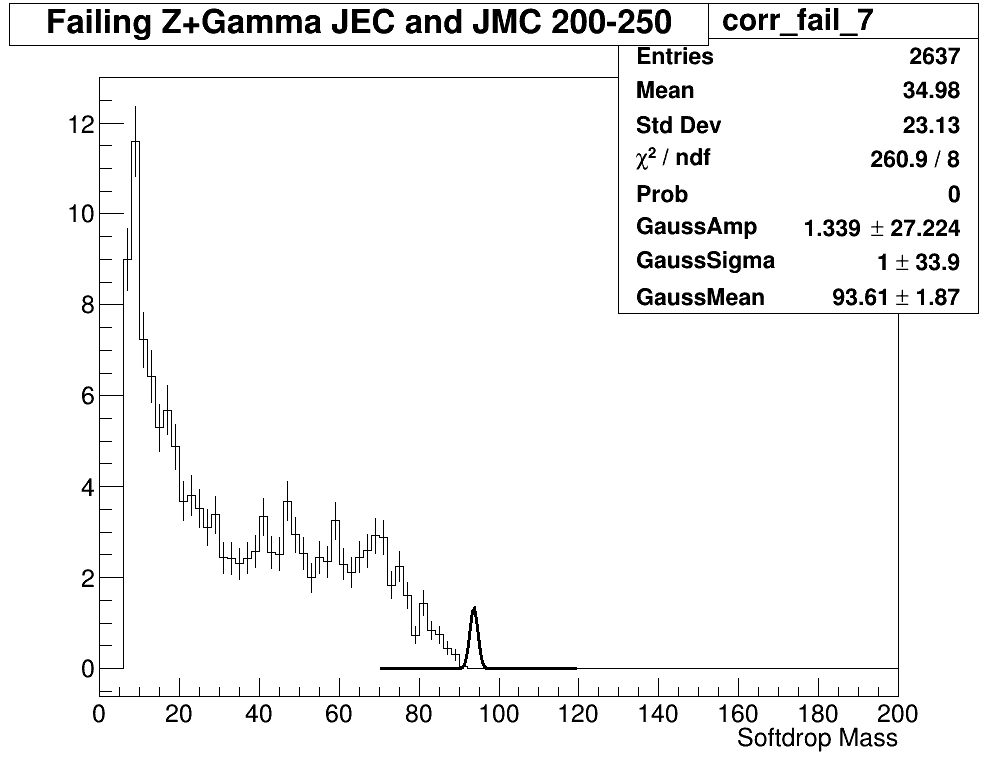 Failing Z+Gamma JEC and JMC 200-250
corr_fail_7
Entries 2637
Mean 34.98
Std Dev 23.13
χ² / ndf 260.9 / 8
Prob 0
GaussAmp 1.339 ± 27.224
GaussSigma 1 ± 33.9
GaussMean 93.61 ± 1.87
12
10
8
6
4
2
0
0 20 40 60 80 100 120 140 160 180 200
Softdrop Mass